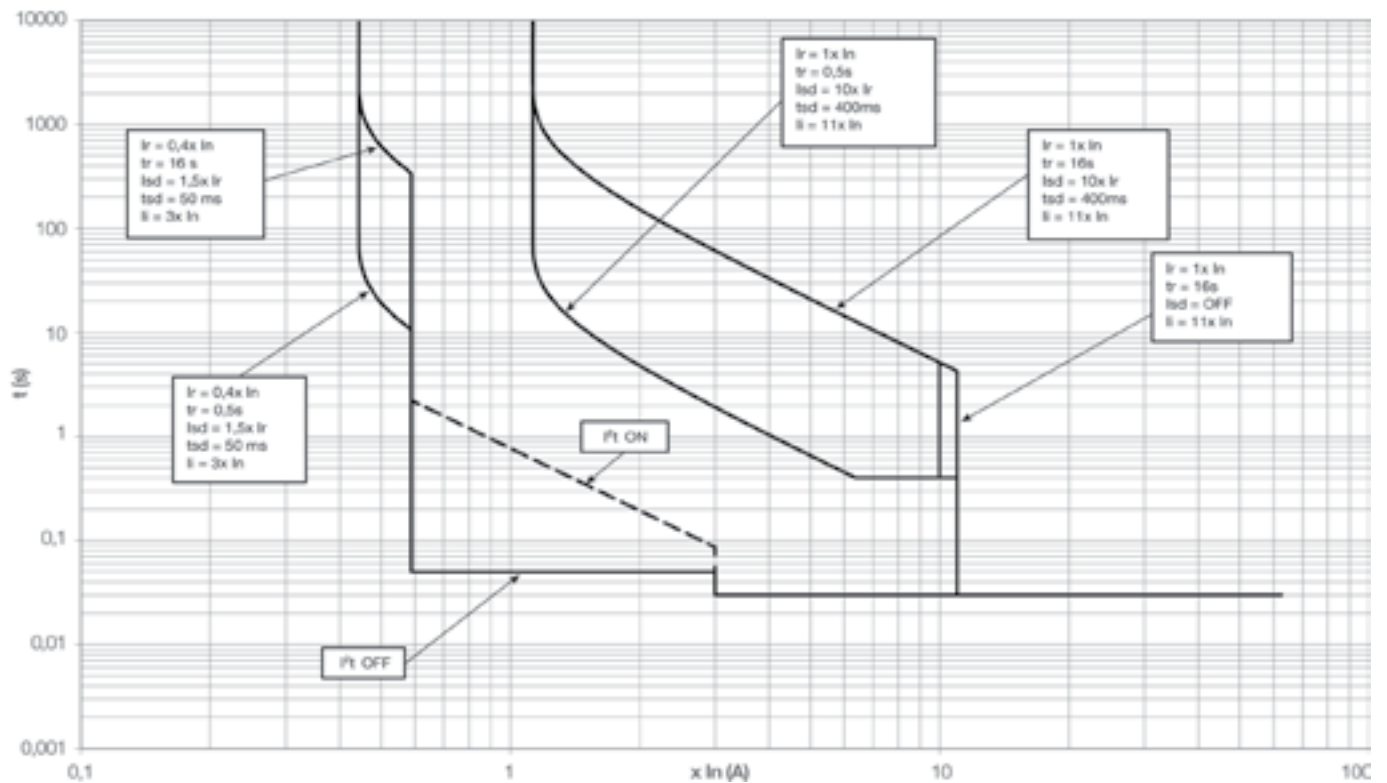 10000
1000
100
10
1
0,1
0,01
0,001
t (s)
0,1
1
10
100
x In (A)
Ir = 0,4x In
tr = 16 s
Isd = 1,5x Ir
tsd = 50 ms
Ii = 3x In
Ir = 0,4x In
tr = 0,5s
Isd = 1,5x Ir
tsd = 50 ms
Ii = 3x In
Ir = 1x In
tr = 0,5s
Isd = 10x Ir
tsd = 400ms
Ii = 11x In
Ir = 1x In
tr = 16s
Isd = 10x Ir
tsd = 400ms
Ii = 11x In
Ir = 1x In
tr = 16s
Isd = OFF
Ii = 11x In
I²t ON
I²t OFF